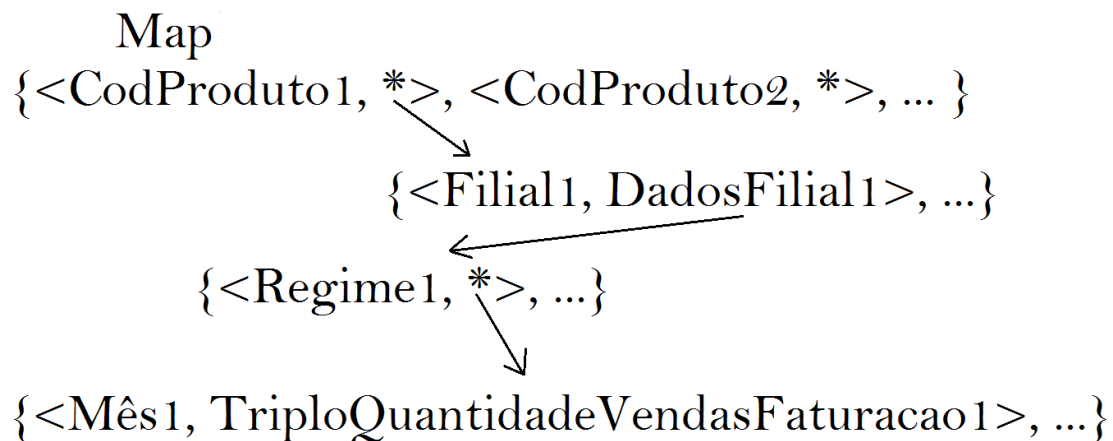 Map
{<CodProduto1, *>, <CodProduto2, *>, ... }
{<Filial1, DadosFilial1>, ...}
{<Regime1, *>, ...}
{<Mês1, TriploQuantidadeVendasFaturacao1>, ...}